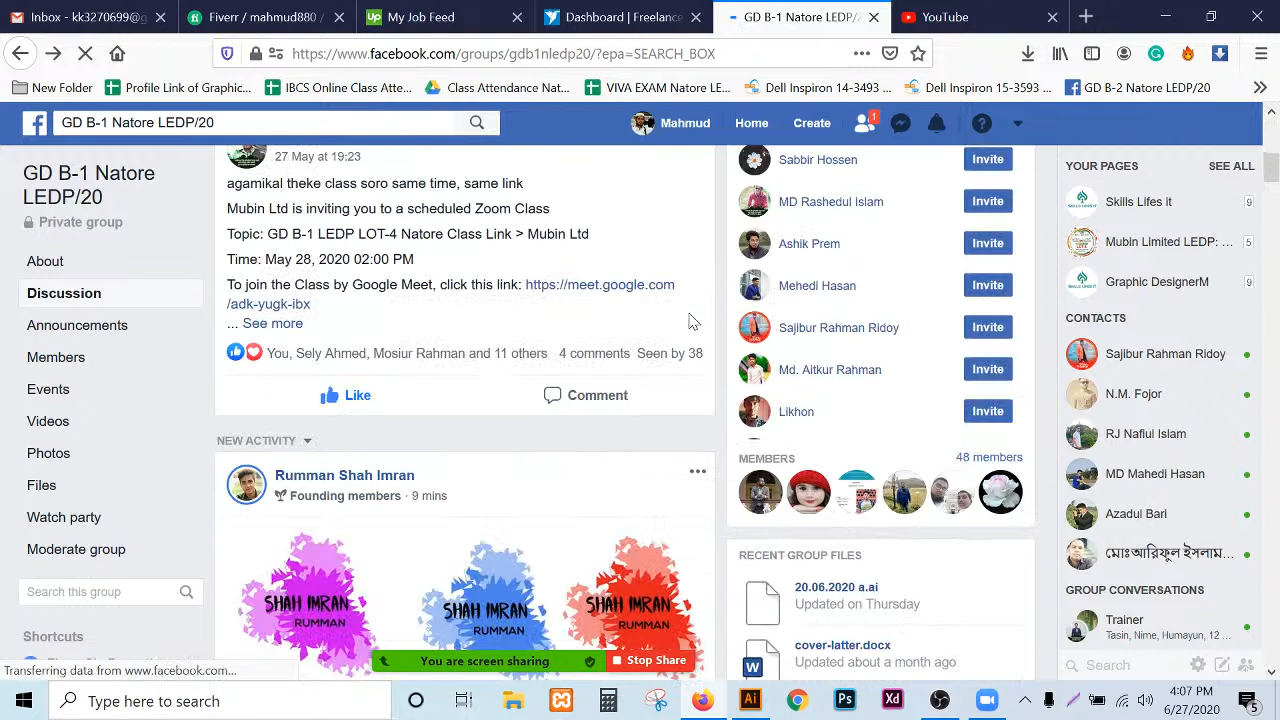 kk3270699@gmail
Fiverr / mahmud880 /
My Job Feed
Dashboard | Freelance
GD B-1 Natore LEDP/
YouTube
https://www.facebook.com/groups/gdb1nledp20/?epa=SEARCH_BOX
New Folder
Profile Link of Graphic...
IBCS Online Class Atte...
Class Attendance Nat...
VIVA EXAM Natore LE...
Dell Inspiron 14-3493 ...
Dell Inspiron 15-3593 ...
GD B-2 Natore LEDP/20
GD B-1 Natore LEDP/20
Mahmud
Home
Create
1
GD B-1 Natore
LEDP/20
Private group
About
Discussion
Announcements
Members
Events
Videos
Photos
Files
Watch party
Moderate group
Search this group
Shortcuts
Transferring data from www.facebook.com...
27 May at 19:23
agamikal theke class soro same time, same link
Mubin Ltd is inviting you to a scheduled Zoom Class
Topic: GD B-1 LEDP LOT-4 Natore Class Link > Mubin Ltd
Time: May 28, 2020 02:00 PM
To join the Class by Google Meet, click this link: https://meet.google.com
/adk-yugk-ibx
... See more
You, Sely Ahmed, Mosiur Rahman and 11 others 4 comments Seen by 38
Like
Comment
NEW ACTIVITY
Rumman Shah Imran
Founding members · 9 mins
SHAH IMRAN
RUMMAN
SHAH IMRAN
RUMMAN
SHAH IMRAN
RUMMAN
You are screen sharing
Stop Share
Sabbir Hossen Invite
MD Rashedul Islam Invite
Ashik Prem Invite
Mehedi Hasan Invite
Sajibur Rahman Ridoy Invite
Md. Aitkur Rahman Invite
Likhon Invite
MEMBERS 48 members
RECENT GROUP FILES
20.06.2020 a.ai
Updated on Thursday
cover-latter.docx
Updated about a month ago
YOUR PAGES SEE ALL
Skills Lifes it 9
Mubin Limited LEDP: ... 5
Graphic DesignerM 9
CONTACTS
Sajibur Rahman Ridoy
N.M. Fojor
RJ Nafiul Islam
MD Mahedi Hasan
Azadul Bari
মোঃআরিফুল ইসলাম...
GROUP CONVERSATIONS
Trainer
Tasin, Nime, Humayun, 12 ...
Search
Type here to search
Ai
Ps
Xd
4:07 PM
6/27/2020
5